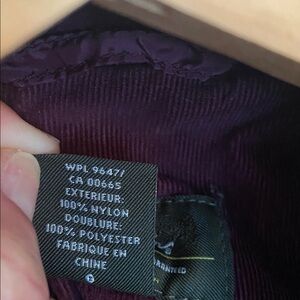 WPL 9647/
CA 00665
EXTERIEUR:
100% NYLON
DOUBLURE:
100% POLYESTER
FABRIQUE EN
CHINE